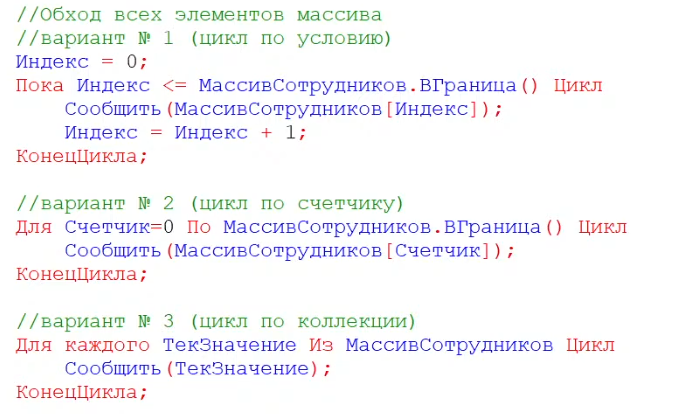 //Обход всех элементов массива
//вариант № 1 (цикл по условию)
Индекс = 0;
Пока Индекс <= МассивСотрудников.ВГраница() Цикл
    Сообщить(МассивСотрудников[Индекс]);
    Индекс = Индекс + 1;
КонецЦикла;

//вариант № 2 (цикл по счетчику)
Для Счетчик=0 По МассивСотрудников.ВГраница() Цикл
    Сообщить(МассивСотрудников[Счетчик]);
КонецЦикла;

//вариант № 3 (цикл по коллекции)
Для каждого ТекЗначение Из МассивСотрудников Цикл
    Сообщить(ТекЗначение);
КонецЦикла;